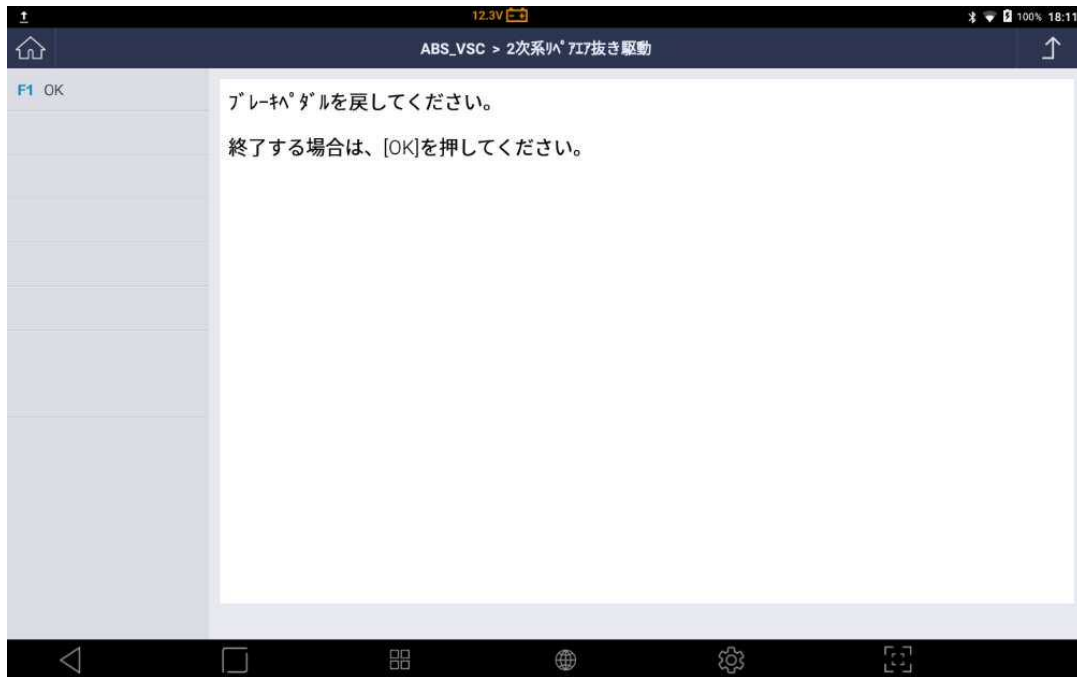 12.3V
100% 18:11
ABS_VSC > 2次系ﾘﾍﾟｱｴｱ抜き駆動
F1 OK
ﾌﾞﾚｰｷﾍﾟﾀﾞﾙを戻してください。
終了する場合は、[OK]を押してください。